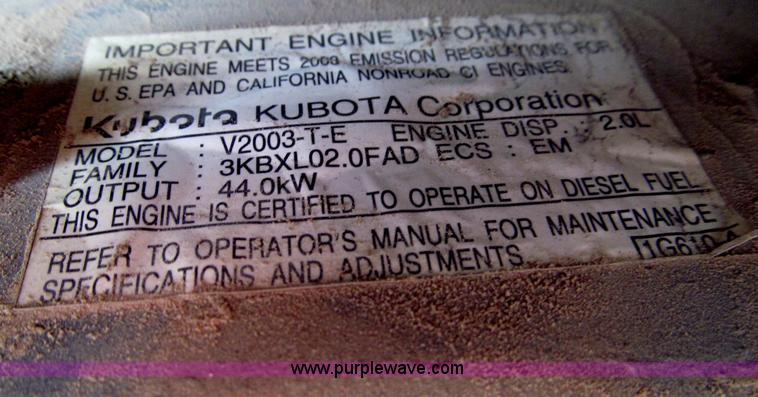 IMPORTANT ENGINE INFORMATION
THIS ENGINE MEETS 2003 EMISSION REGULATIONS FOR
U.S. EPA AND CALIFORNIA NONROAD CI ENGINES.
Kubota KUBOTA Corporation
MODEL : V2003-T-E ENGINE DISP. : 2.0L
FAMILY : 3KBXL02.0FAD ECS : EM
OUTPUT : 44.0kW
THIS ENGINE IS CERTIFIED TO OPERATE ON DIESEL FUEL
REFER TO OPERATOR'S MANUAL FOR MAINTENANCE
SPECIFICATIONS AND ADJUSTMENTS
1G610
www.purplewave.com